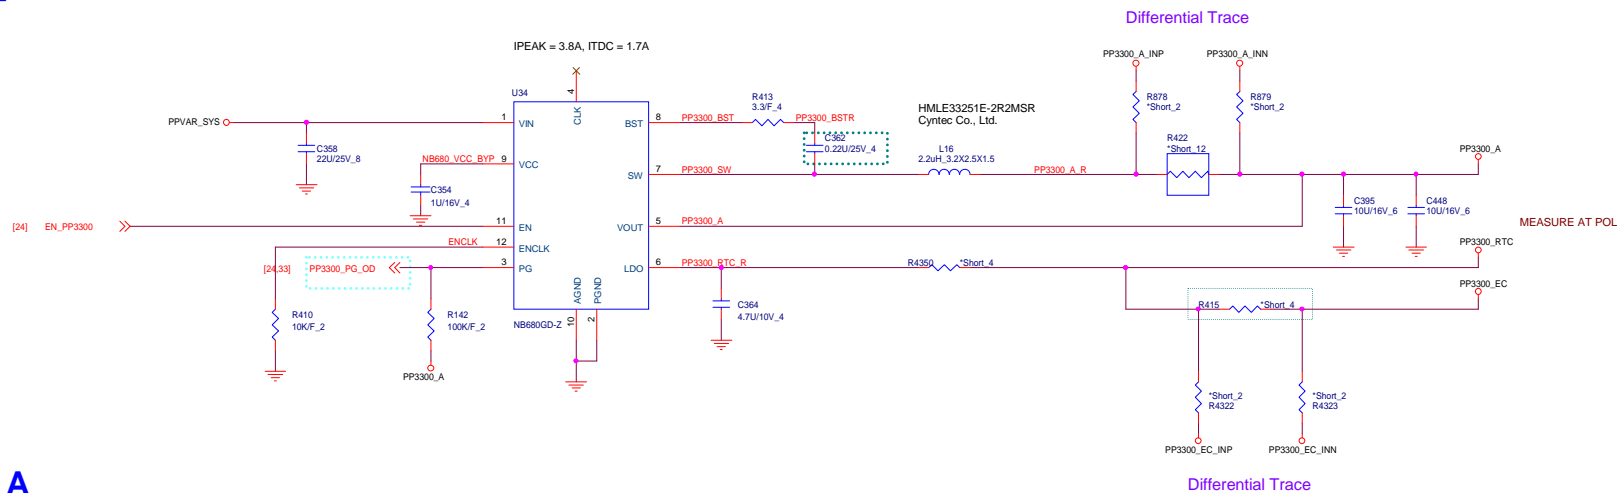 Differential Trace
IPEAK = 3.8A, ITDC = 1.7A
PP3300_A_INP
PP3300_A_INN
U34
4
CLK
R413
3.3/F_4
HMLE33251E-2R2MSR
Cyntec Co., Ltd.
R878
*Short_2
R879
*Short_2
PPVAR_SYS
1
VIN
BST
8
PP3300_BST
PP3300_BSTR
C362
0.22U/25V_4
R422
*Short_12
C358
22U/25V_8
NB680_VCC_BYP
9
VCC
L16
2.2uH_3.2X2.5X1.5
PP3300_A
SW
7
PP3300_SW
PP3300_A_R
C354
1U/16V_4
C395
10U/16V_6
C448
10U/16V_6
[24]
EN_PP3300
11
EN
VOUT
5
PP3300_A
MEASURE AT POL
ENCLK
12
ENCLK
PP3300_RTC
[24,33]
PP3300_PG_OD
3
PG
LDO
6
PP3300_RTC_R
R4350
*Short_4
AGND
PGND
PP3300_EC
C364
4.7U/10V_4
R415
*Short_4
R410
10K/F_2
R142
100K/F_2
NB680GD-Z
10
2
PP3300_A
*Short_2
R4322
*Short_2
R4323
PP3300_EC_INP
PP3300_EC_INN
A
Differential Trace